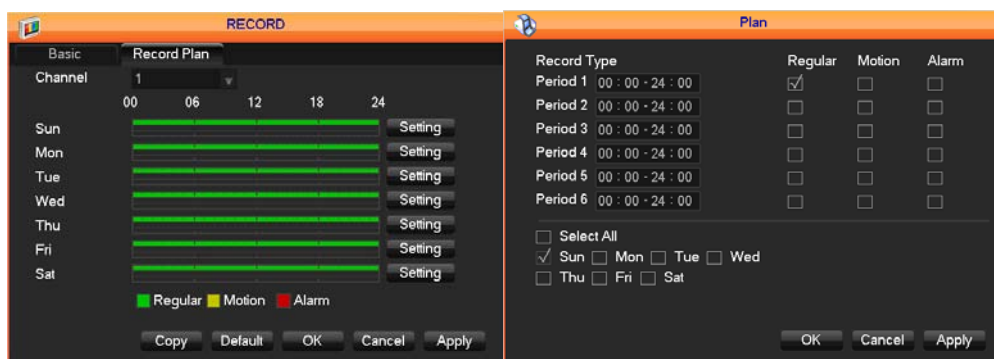 RECORD
Basic Record Plan
Channel 1
00 06 12 18 24
Sun Setting
Mon Setting
Tue Setting
Wed Setting
Thu Setting
Fri Setting
Sat Setting
Regular Motion Alarm
Copy Default OK Cancel Apply
Plan
Record Type Regular Motion Alarm
Period 1 00 : 00 - 24 : 00
Period 2 00 : 00 - 24 : 00
Period 3 00 : 00 - 24 : 00
Period 4 00 : 00 - 24 : 00
Period 5 00 : 00 - 24 : 00
Period 6 00 : 00 - 24 : 00
Select All
Sun Mon Tue Wed
Thu Fri Sat
OK Cancel Apply